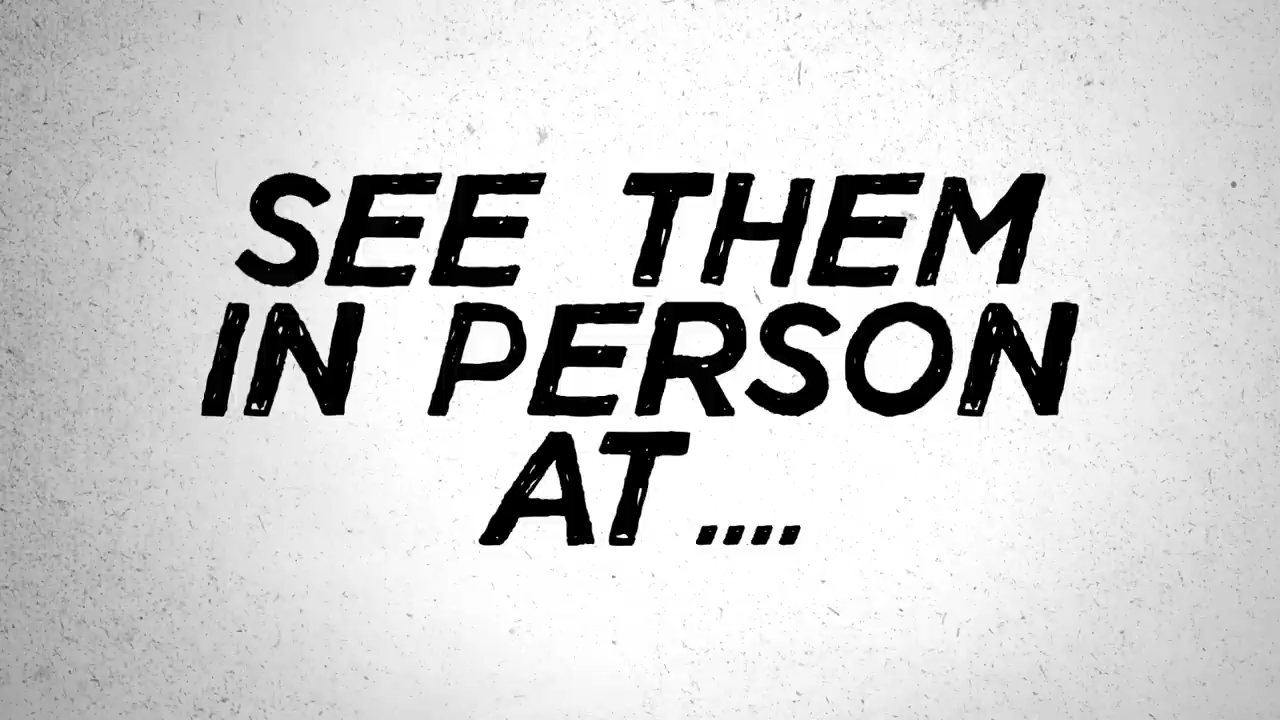 SEE THEM
IN PERSON
AT ....